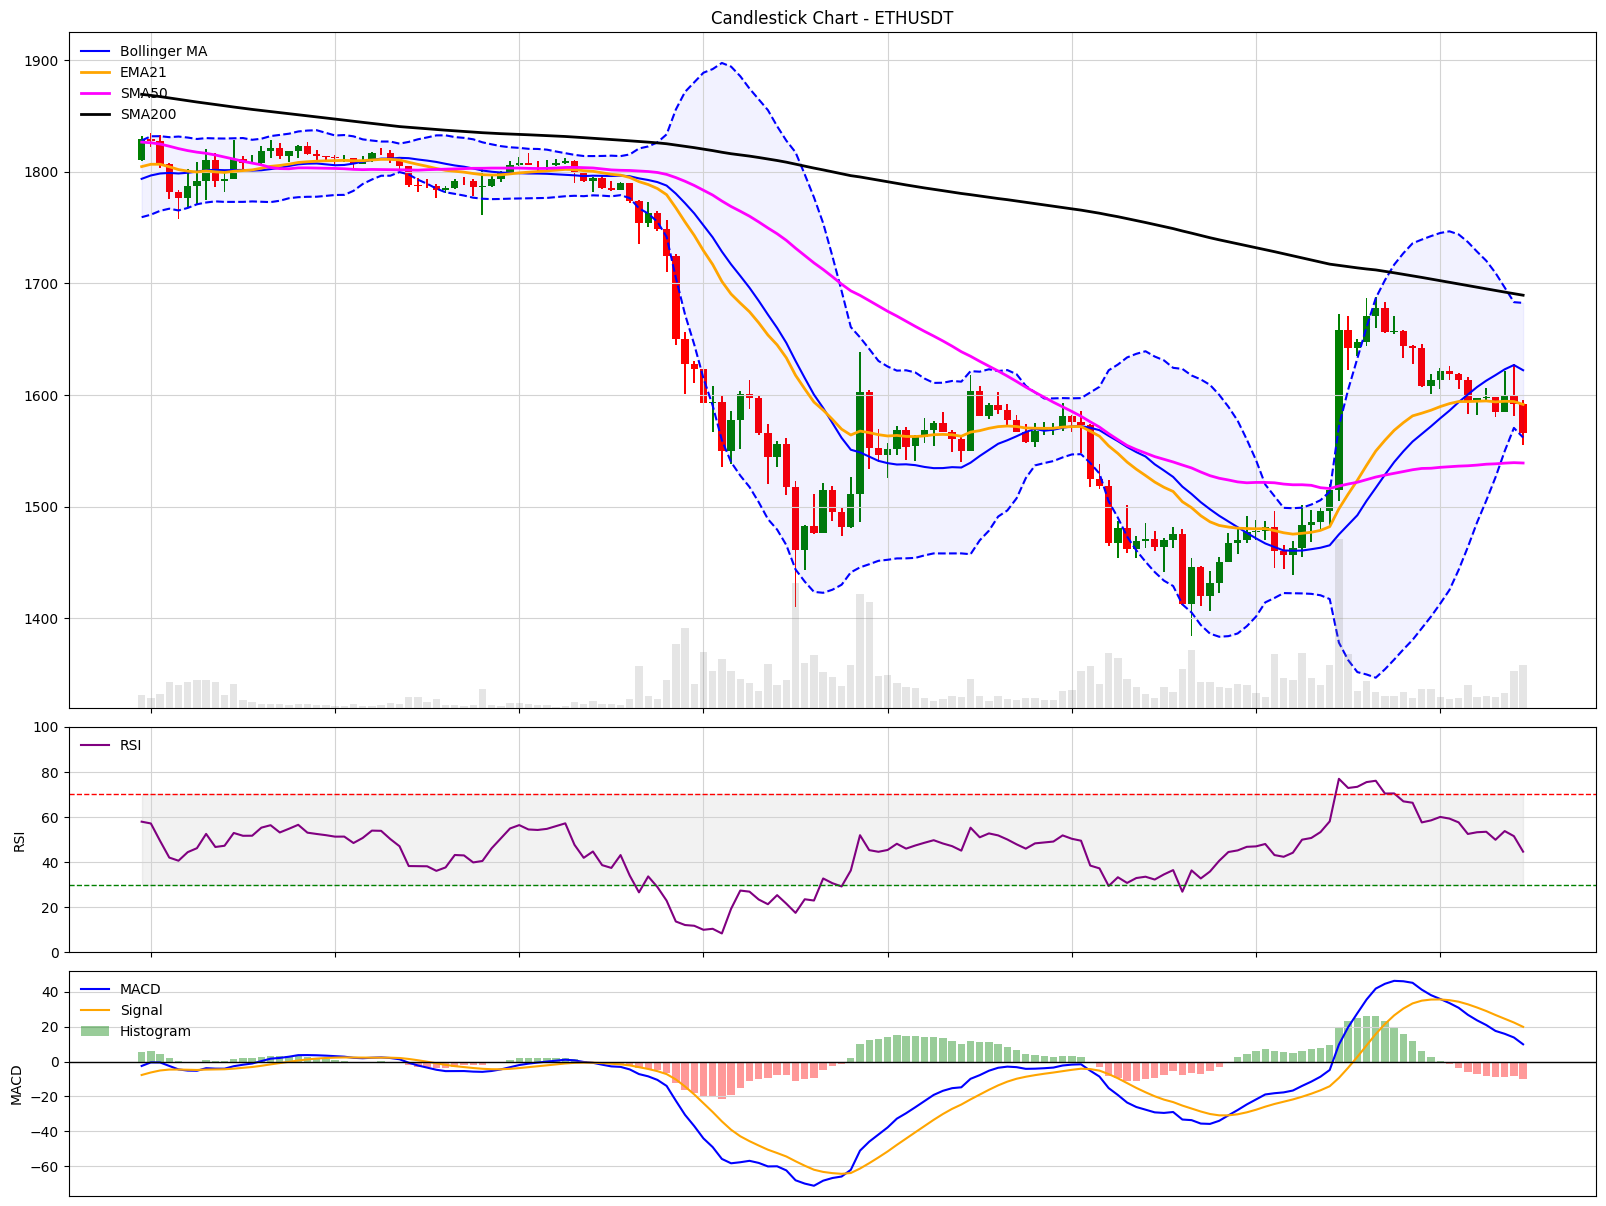 Candlestick Chart - ETHUSDT
Bollinger MA
EMA21
SMA50
SMA200
1900
1800
1700
1600
1500
1400
RSI
100
80
60
40
20
0
RSI
MACD
Signal
Histogram
40
20
0
−20
−40
−60
MACD